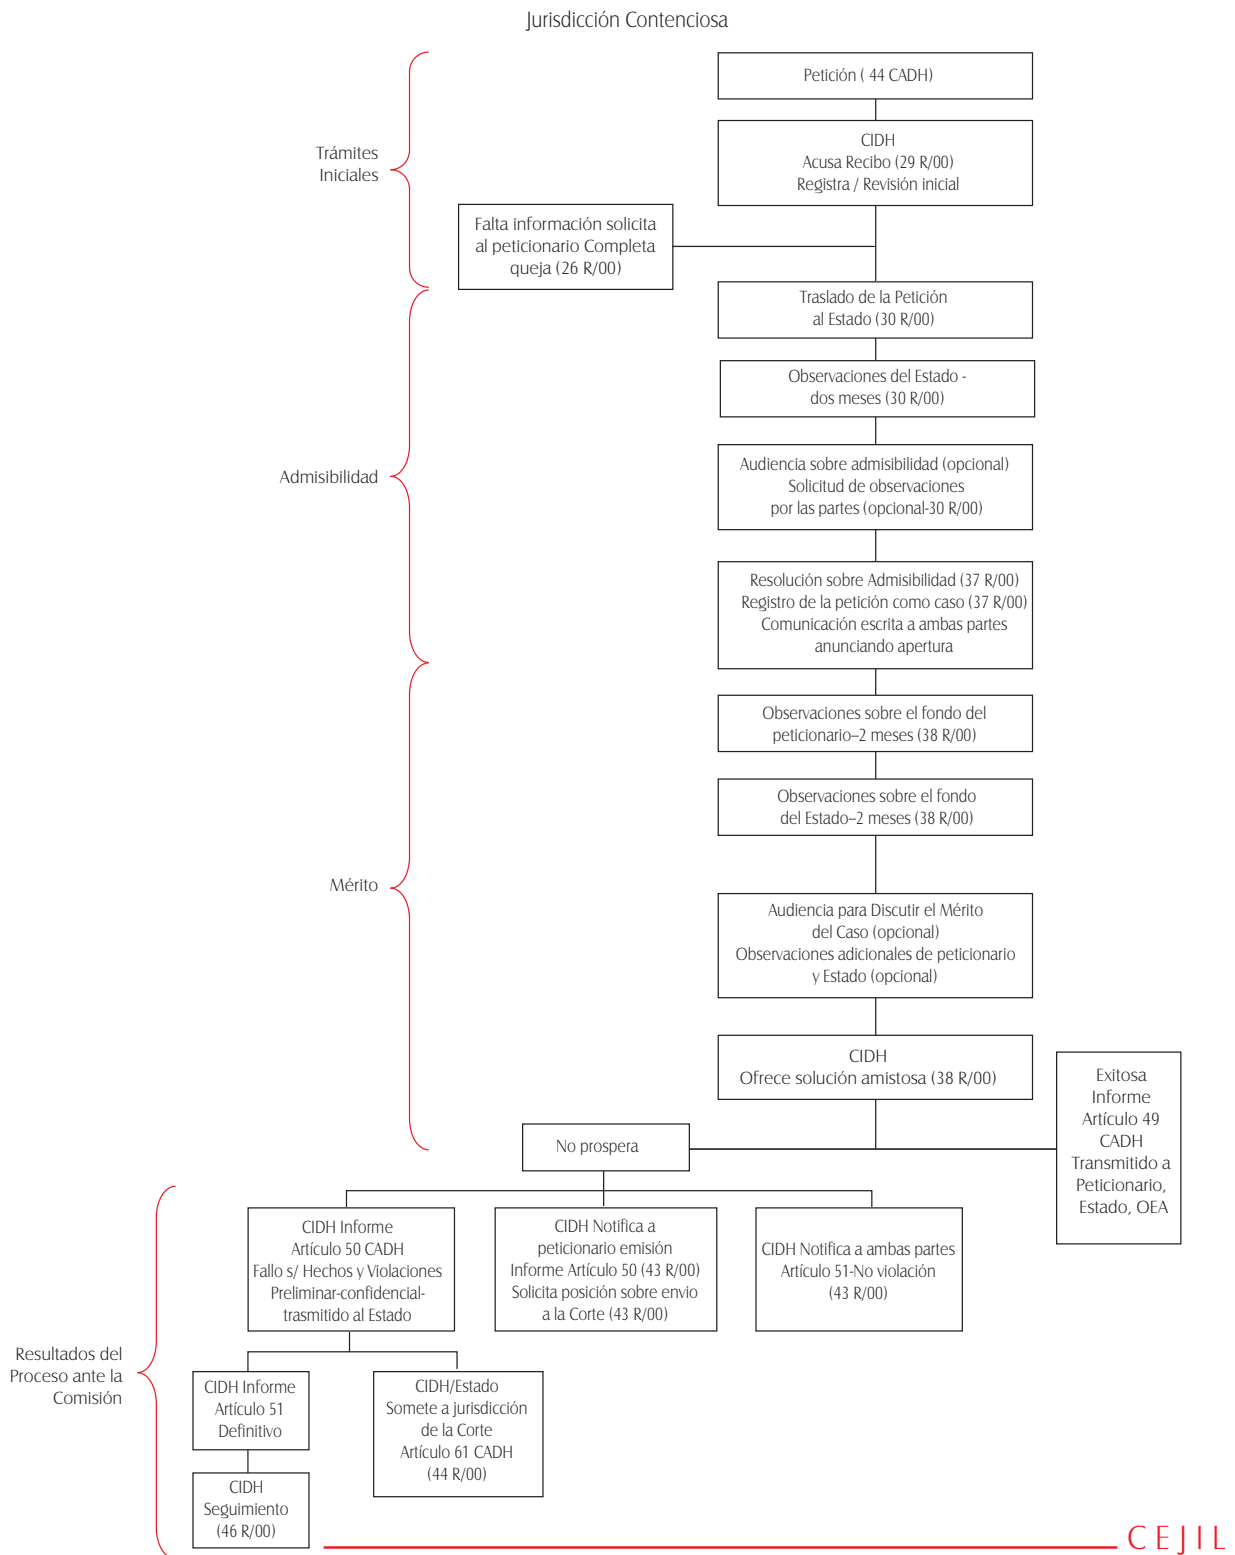 Jurisdicción Contenciosa
Petición ( 44 CADH)
CIDH
Acusa Recibo (29 R/00)
Registra / Revisión inicial
Trámites
Iniciales
Falta información solicita
al peticionario Completa
queja (26 R/00)
Traslado de la Petición
al Estado (30 R/00)
Observaciones del Estado -
dos meses (30 R/00)
Admisibilidad
Audiencia sobre admisibilidad (opcional)
Solicitud de observaciones
por las partes (opcional-30 R/00)
Resolución sobre Admisibilidad (37 R/00)
Registro de la petición como caso (37 R/00)
Comunicación escrita a ambas partes
anunciando apertura
Observaciones sobre el fondo del
peticionario–2 meses (38 R/00)
Observaciones sobre el fondo
del Estado–2 meses (38 R/00)
Mérito
Audiencia para Discutir el Mérito
del Caso (opcional)
Observaciones adicionales de peticionario
y Estado (opcional)
CIDH
Ofrece solución amistosa (38 R/00)
Exitosa
Informe
Artículo 49
CADH
Transmitido a
Peticionario,
Estado, OEA
No prospera
CIDH Informe
Artículo 50 CADH
Fallo s/ Hechos y Violaciones
Preliminar-confidencial-
trasmitido al Estado
CIDH Notifica a
peticionario emisión
Informe Artículo 50 (43 R/00)
Solicita posición sobre envio
a la Corte (43 R/00)
CIDH Notifica a ambas partes
Artículo 51-No violación
(43 R/00)
Resultados del
Proceso ante la
Comisión
CIDH Informe
Artículo 51
Definitivo
CIDH/Estado
Somete a jurisdicción
de la Corte
Artículo 61 CADH
(44 R/00)
CIDH
Seguimiento
(46 R/00)
CEJIL